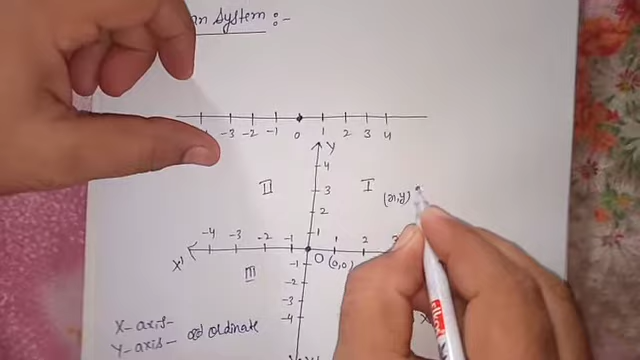 System :-
-3 -2 -1 0 1 2 3 4
Y
4
II 3 I
(x,y)
2
1
-4 -3 -2 -1 1 2
X' O (0,0)
-1
III -2
-3
-4
X-axis-
Y-axis - ordinate